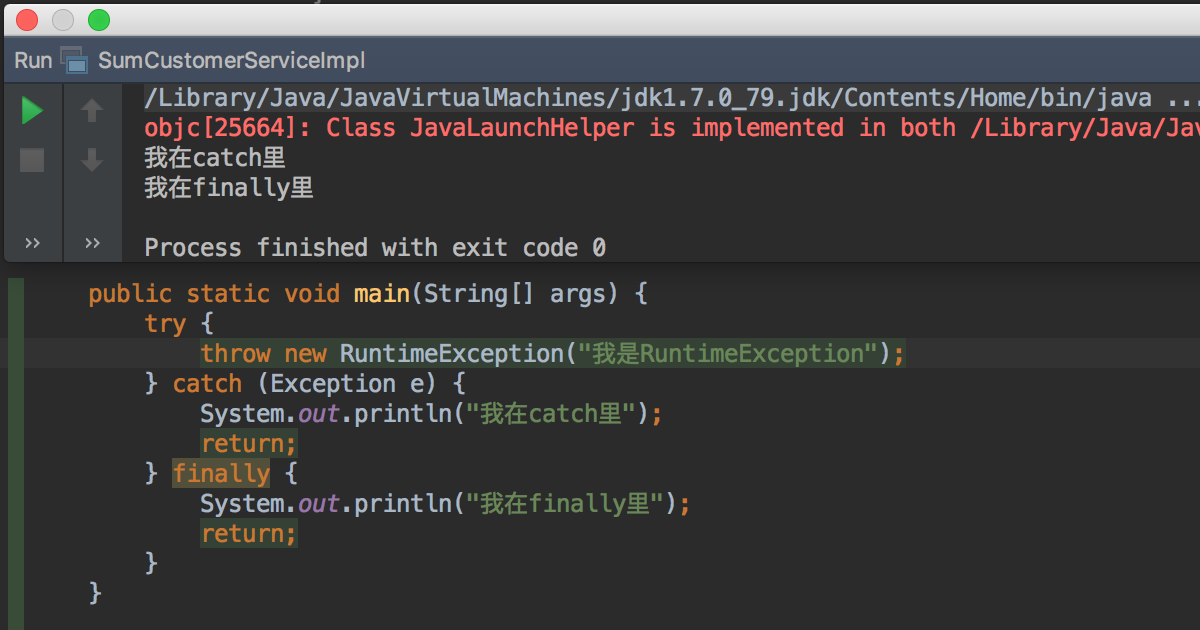 Run SumCustomerServiceImpl
/Library/Java/JavaVirtualMachines/jdk1.7.0_79.jdk/Contents/Home/bin/java ...
objc[25664]: Class JavaLaunchHelper is implemented in both /Library/Java/Jav
我在catch里
我在finally里
Process finished with exit code 0
public static void main(String[] args) {
try {
throw new RuntimeException("我是RuntimeException");
} catch (Exception e) {
System.out.println("我在catch里");
return;
} finally {
System.out.println("我在finally里");
return;
}
}